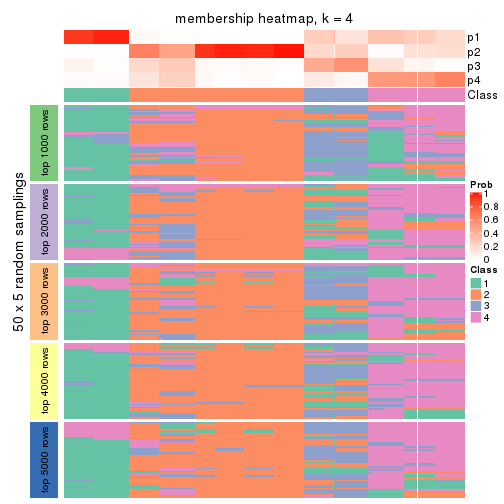 membership heatmap, k = 4
p1
p2
p3
p4
Class
50 x 5 random samplings
top 1000 rows
top 2000 rows
top 3000 rows
top 4000 rows
top 5000 rows
Prob
1
0.8
0.6
0.4
0.2
0
Class
1
2
3
4